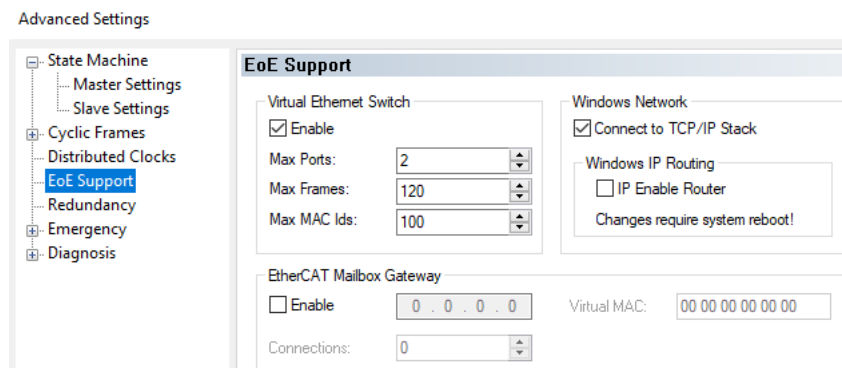 Advanced Settings
State Machine
Master Settings
Slave Settings
Cyclic Frames
Distributed Clocks
EoE Support
Redundancy
Emergency
Diagnosis
EoE Support
Virtual Ethernet Switch
Enable
Max Ports: 2
Max Frames: 120
Max MAC Ids: 100
Windows Network
Connect to TCP/IP Stack
Windows IP Routing
IP Enable Router
Changes require system reboot!
EtherCAT Mailbox Gateway
Enable 0 . 0 . 0 . 0 Virtual MAC: 00 00 00 00 00 00
Connections: 0